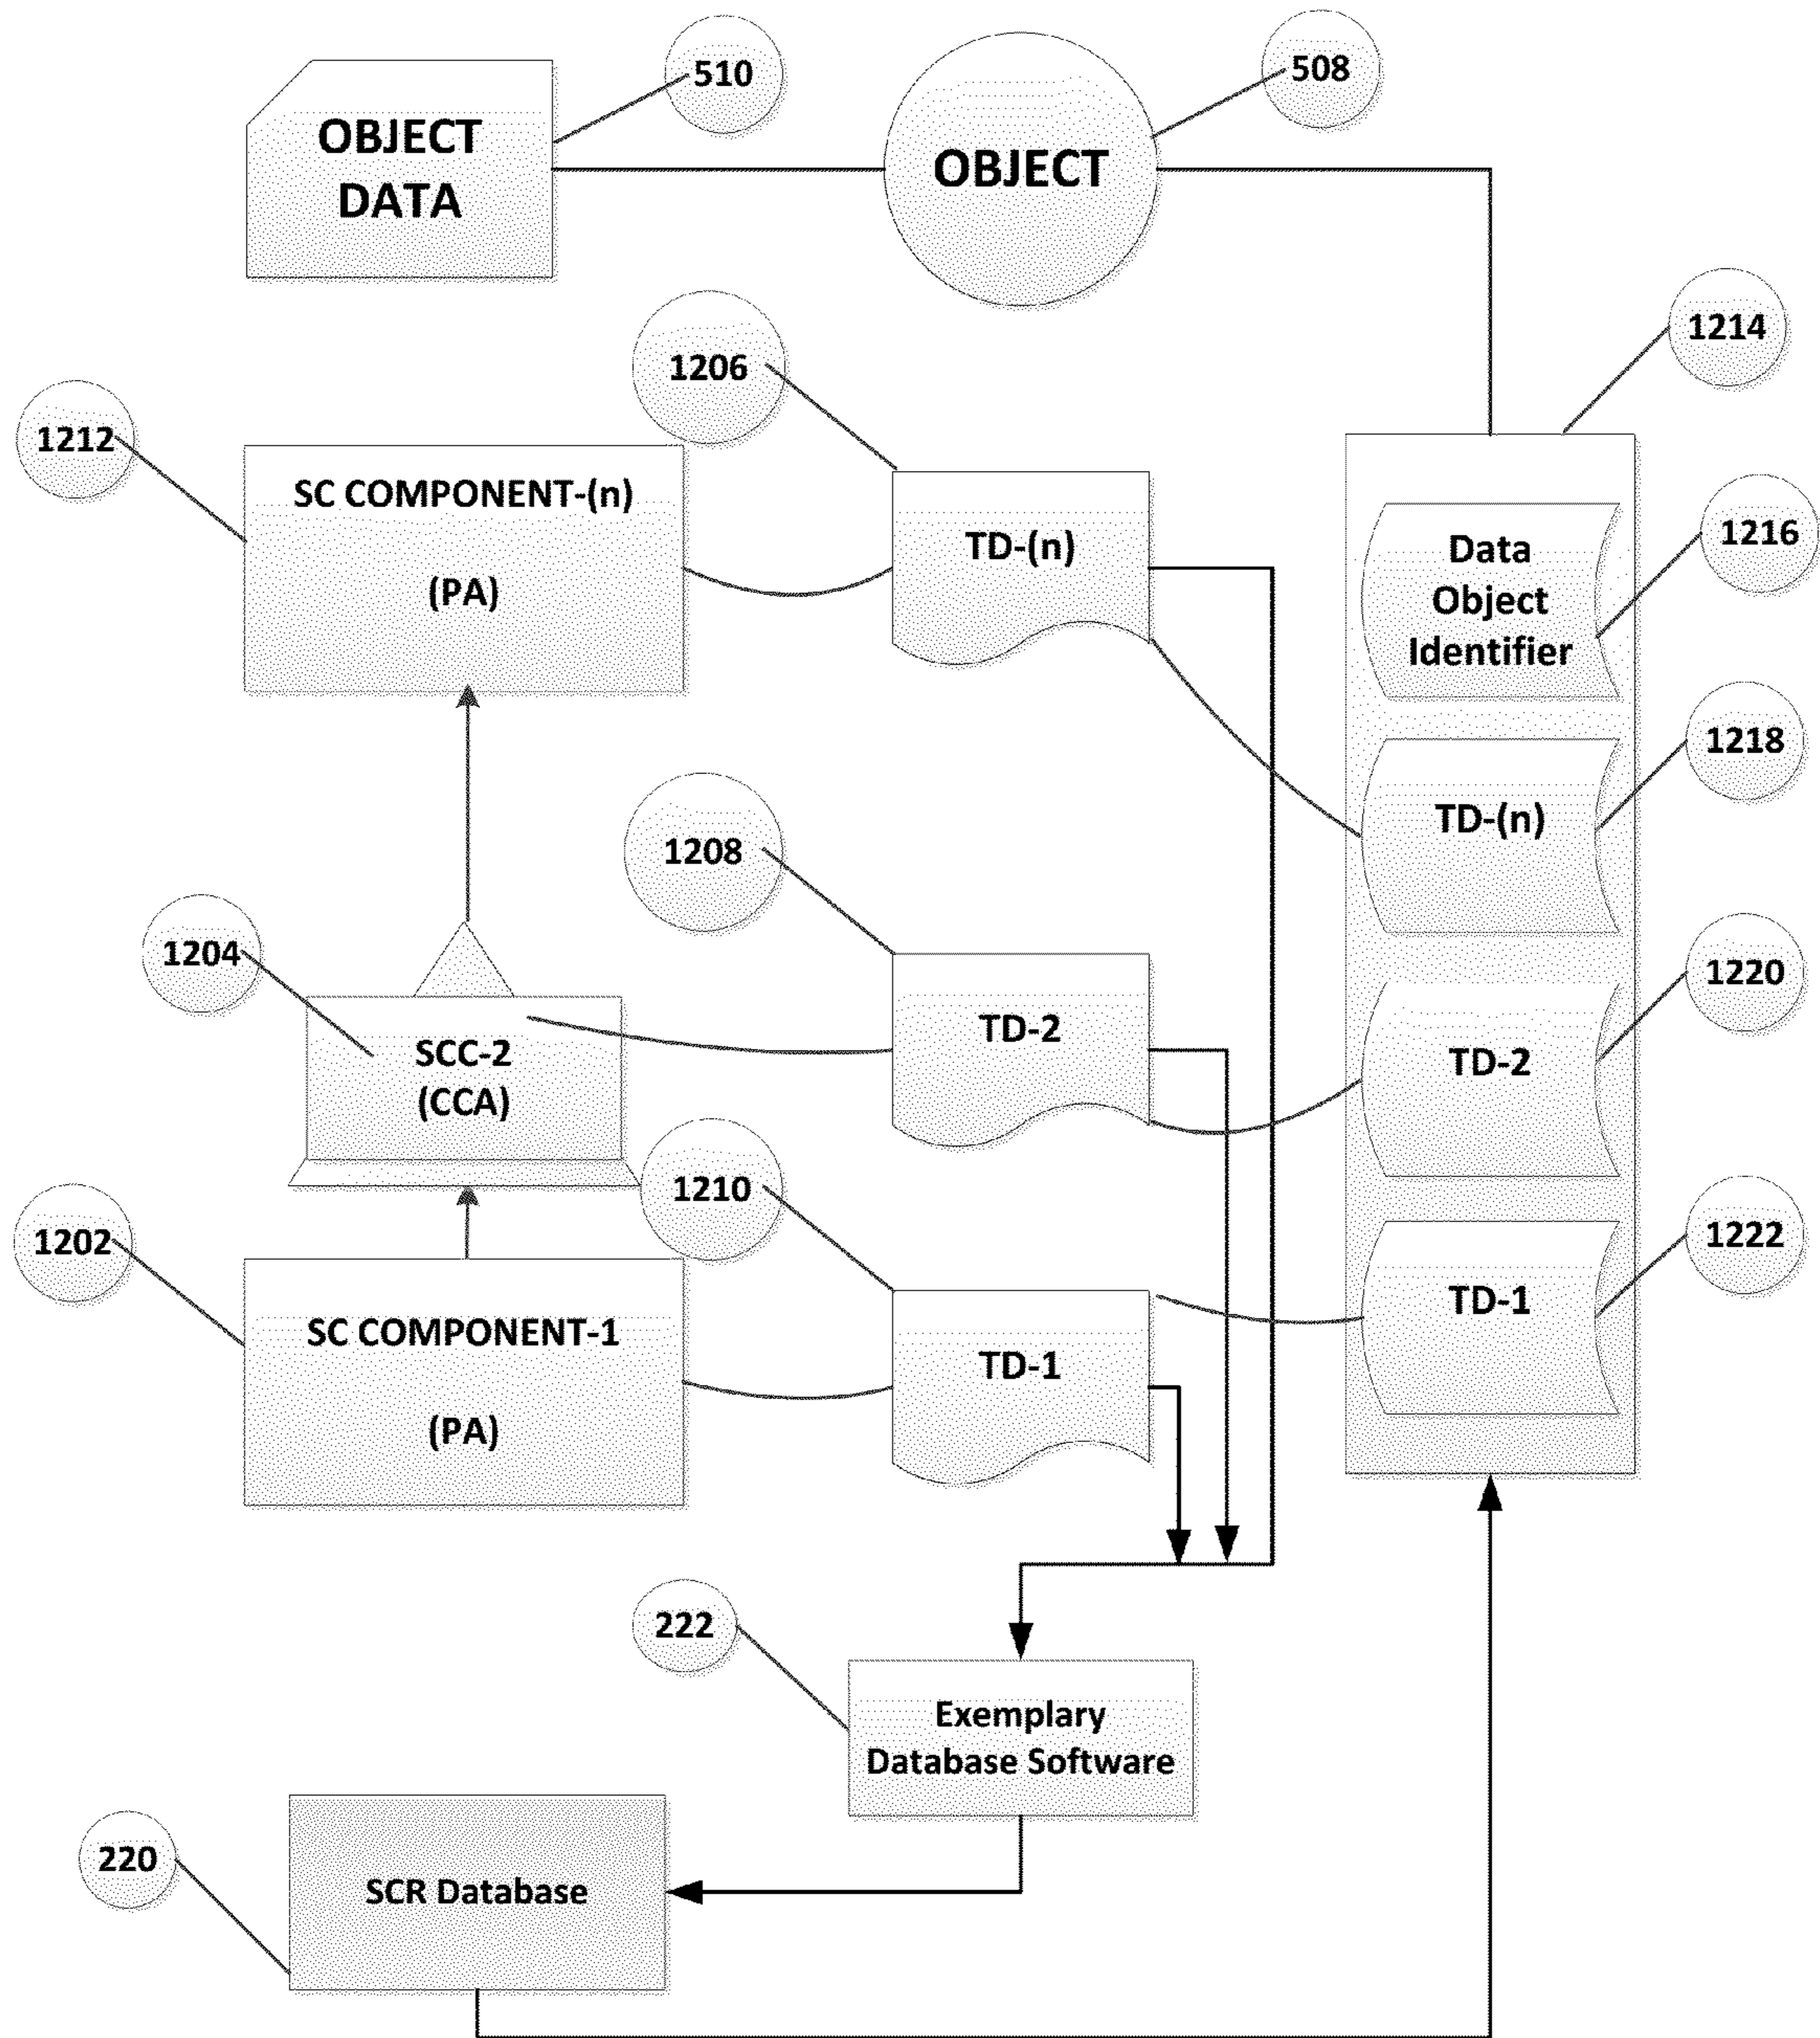 510
508
OBJECT
DATA
OBJECT
1214
1206
1212
SC COMPONENT-(n)
(PA)
TD-(n)
1216
Data
Object
Identifier
1218
TD-(n)
1208
1204
SCC-2
(CCA)
TD-2
1220
TD-2
1210
1202
SC COMPONENT-1
(PA)
TD-1
1222
TD-1
222
Exemplary
Database Software
220
SCR Database